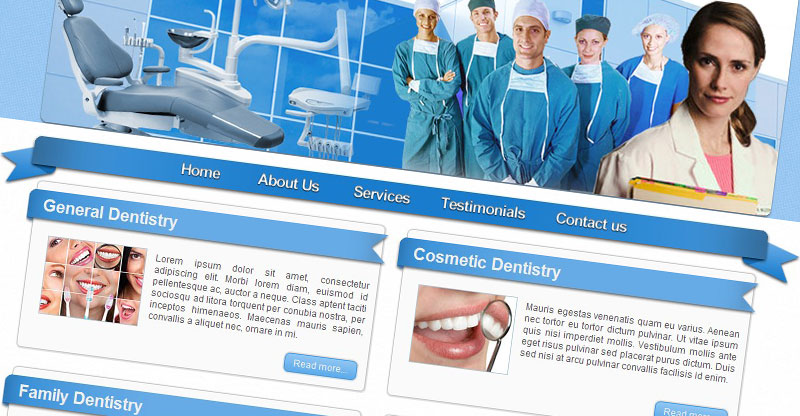 Home About Us Services Testimonials Contact us
General Dentistry
Lorem ipsum dolor sit amet, consectetur
adipiscing elit. Morbi lorem diam, euismod id
pellentesque ac, auctor a neque. Class aptent taciti
sociosqu ad litora torquent per conubia nostra, per
inceptos himenaeos. Maecenas mauris sapien,
convallis a aliquet nec, ornare in mi.
Read more...
Cosmetic Dentistry
Mauris egestas venenatis quam eu varius. Aenean
nec tortor eu tortor dictum pulvinar. Ut vitae ipsum
quis nisi imperdiet mollis. Vestibulum mollis ante
eget risus pulvinar sed placerat purus dictum. Duis
sed nisi at arcu pulvinar convallis facilisis id enim.
Read more...
Family Dentistry